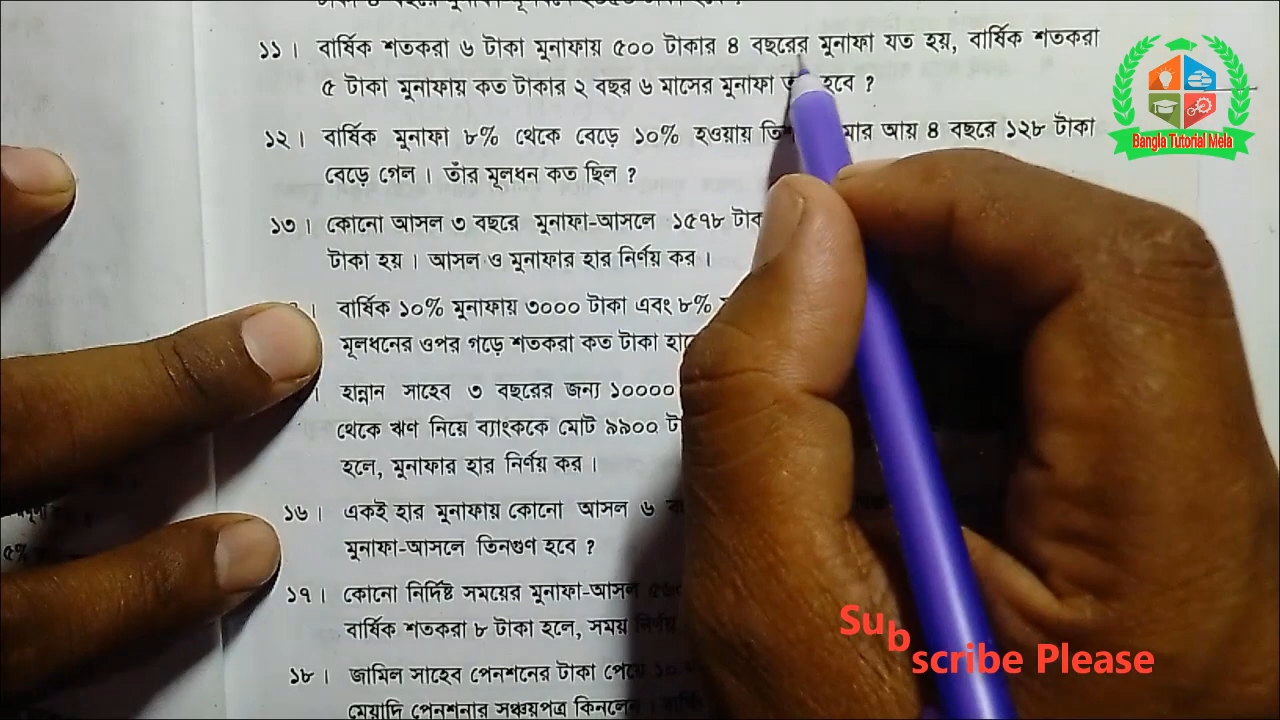 ১১। বার্ষিক শতকরা ৬ টাকা মুনাফায় ৫০০ টাকার ৪ বছরের মুনাফা যত হয়, বার্ষিক শতকরা
৫ টাকা মুনাফায় কত টাকার ২ বছর ৬ মাসের মুনাফা হবে ?
১২। বার্ষিক মুনাফা ৮% থেকে বেড়ে ১০% হওয়ায় আয় ৪ বছরে ১২৮ টাকা
বেড়ে গেল। তাঁর মূলধন কত ছিল ?
১৩। কোনো আসল ৩ বছরে মুনাফা-আসলে ১৫৭৮
টাকা হয়। আসল ও মুনাফার হার নির্ণয় কর।
। বার্ষিক ১০% মুনাফায় ৩০০০ টাকা এবং ৮%
মূলধনের ওপর গড়ে শতকরা কত টাকা
। হান্নান সাহেব ৩ বছরের জন্য ১০০০০
থেকে ঋণ নিয়ে ব্যাংককে মোট ৯৯০০
হলে, মুনাফার হার নির্ণয় কর।
১৬। একই হার মুনাফায় কোনো আসল ৬
মুনাফা-আসলে তিনগুণ হবে ?
১৭। কোনো নির্দিষ্ট সময়ের মুনাফা-আসল
বার্ষিক শতকরা ৮ টাকা হলে, সময় নির্ণয়
১৮। জামিল সাহেব পেনশনের টাকা পেয়ে
মেয়াদি পেনশনার সঞ্চয়পত্র কিনলেন।
৫%
Bangla Tutorial Mela
Subscribe Please